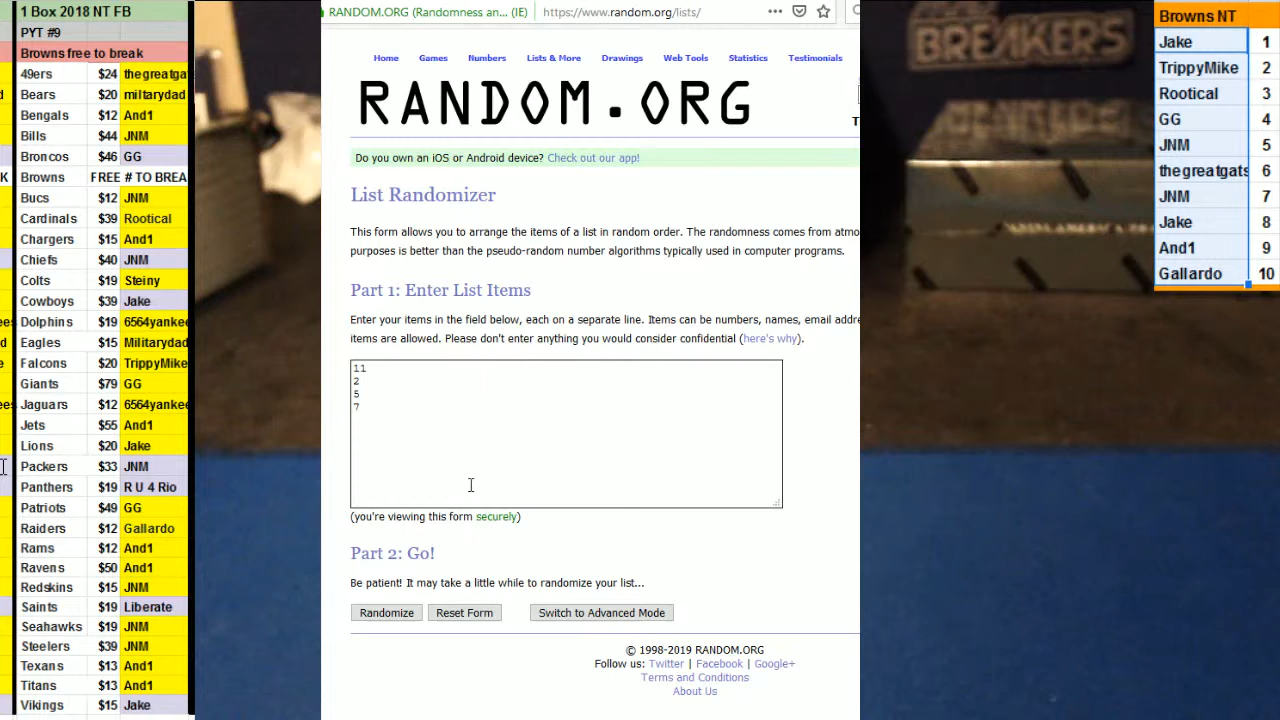 1 Box 2018 NT FB
PYT #9
Browns free to break
49ers $24 thegreatga
Bears $20 miltarydad
Bengals $12 And1
Bills $44 JNM
Broncos $46 GG
Browns FREE # TO BREA
Bucs $12 JNM
Cardinals $39 Rootical
Chargers $15 And1
Chiefs $40 JNM
Colts $19 Steiny
Cowboys $39 Jake
Dolphins $19 6564yankee
Eagles $15 Militarydad
Falcons $20 TrippyMike
Giants $79 GG
Jaguars $12 6564yankee
Jets $55 And1
Lions $20 Jake
Packers $33 JNM
Panthers $19 R U 4 Rio
Patriots $49 GG
Raiders $12 Gallardo
Rams $12 And1
Ravens $50 And1
Redskins $15 JNM
Saints $19 Liberate
Seahawks $19 JNM
Steelers $39 JNM
Texans $13 And1
Titans $13 And1
Vikings $15 Jake
RANDOM.ORG (Randomness an... (IE) https://www.random.org/lists/
Home Games Numbers Lists & More Drawings Web Tools Statistics Testimonials
RANDOM.ORG
Do you own an iOS or Android device? Check out our app!
List Randomizer
This form allows you to arrange the items of a list in random order. The randomness comes from atmo
purposes is better than the pseudo-random number algorithms typically used in computer programs.
Part 1: Enter List Items
Enter your items in the field below, each on a separate line. Items can be numbers, names, email addre
items are allowed. Please don't enter anything you would consider confidential (here's why).
11
2
5
7
(you're viewing this form securely)
Part 2: Go!
Be patient! It may take a little while to randomize your list...
Randomize Reset Form Switch to Advanced Mode
© 1998-2019 RANDOM.ORG
Follow us: Twitter | Facebook | Google+
Terms and Conditions
About Us
BREAKERS
Browns NT
Jake 1
TrippyMike 2
Rootical 3
GG 4
JNM 5
thegreatgats 6
JNM 7
Jake 8
And1 9
Gallardo 10